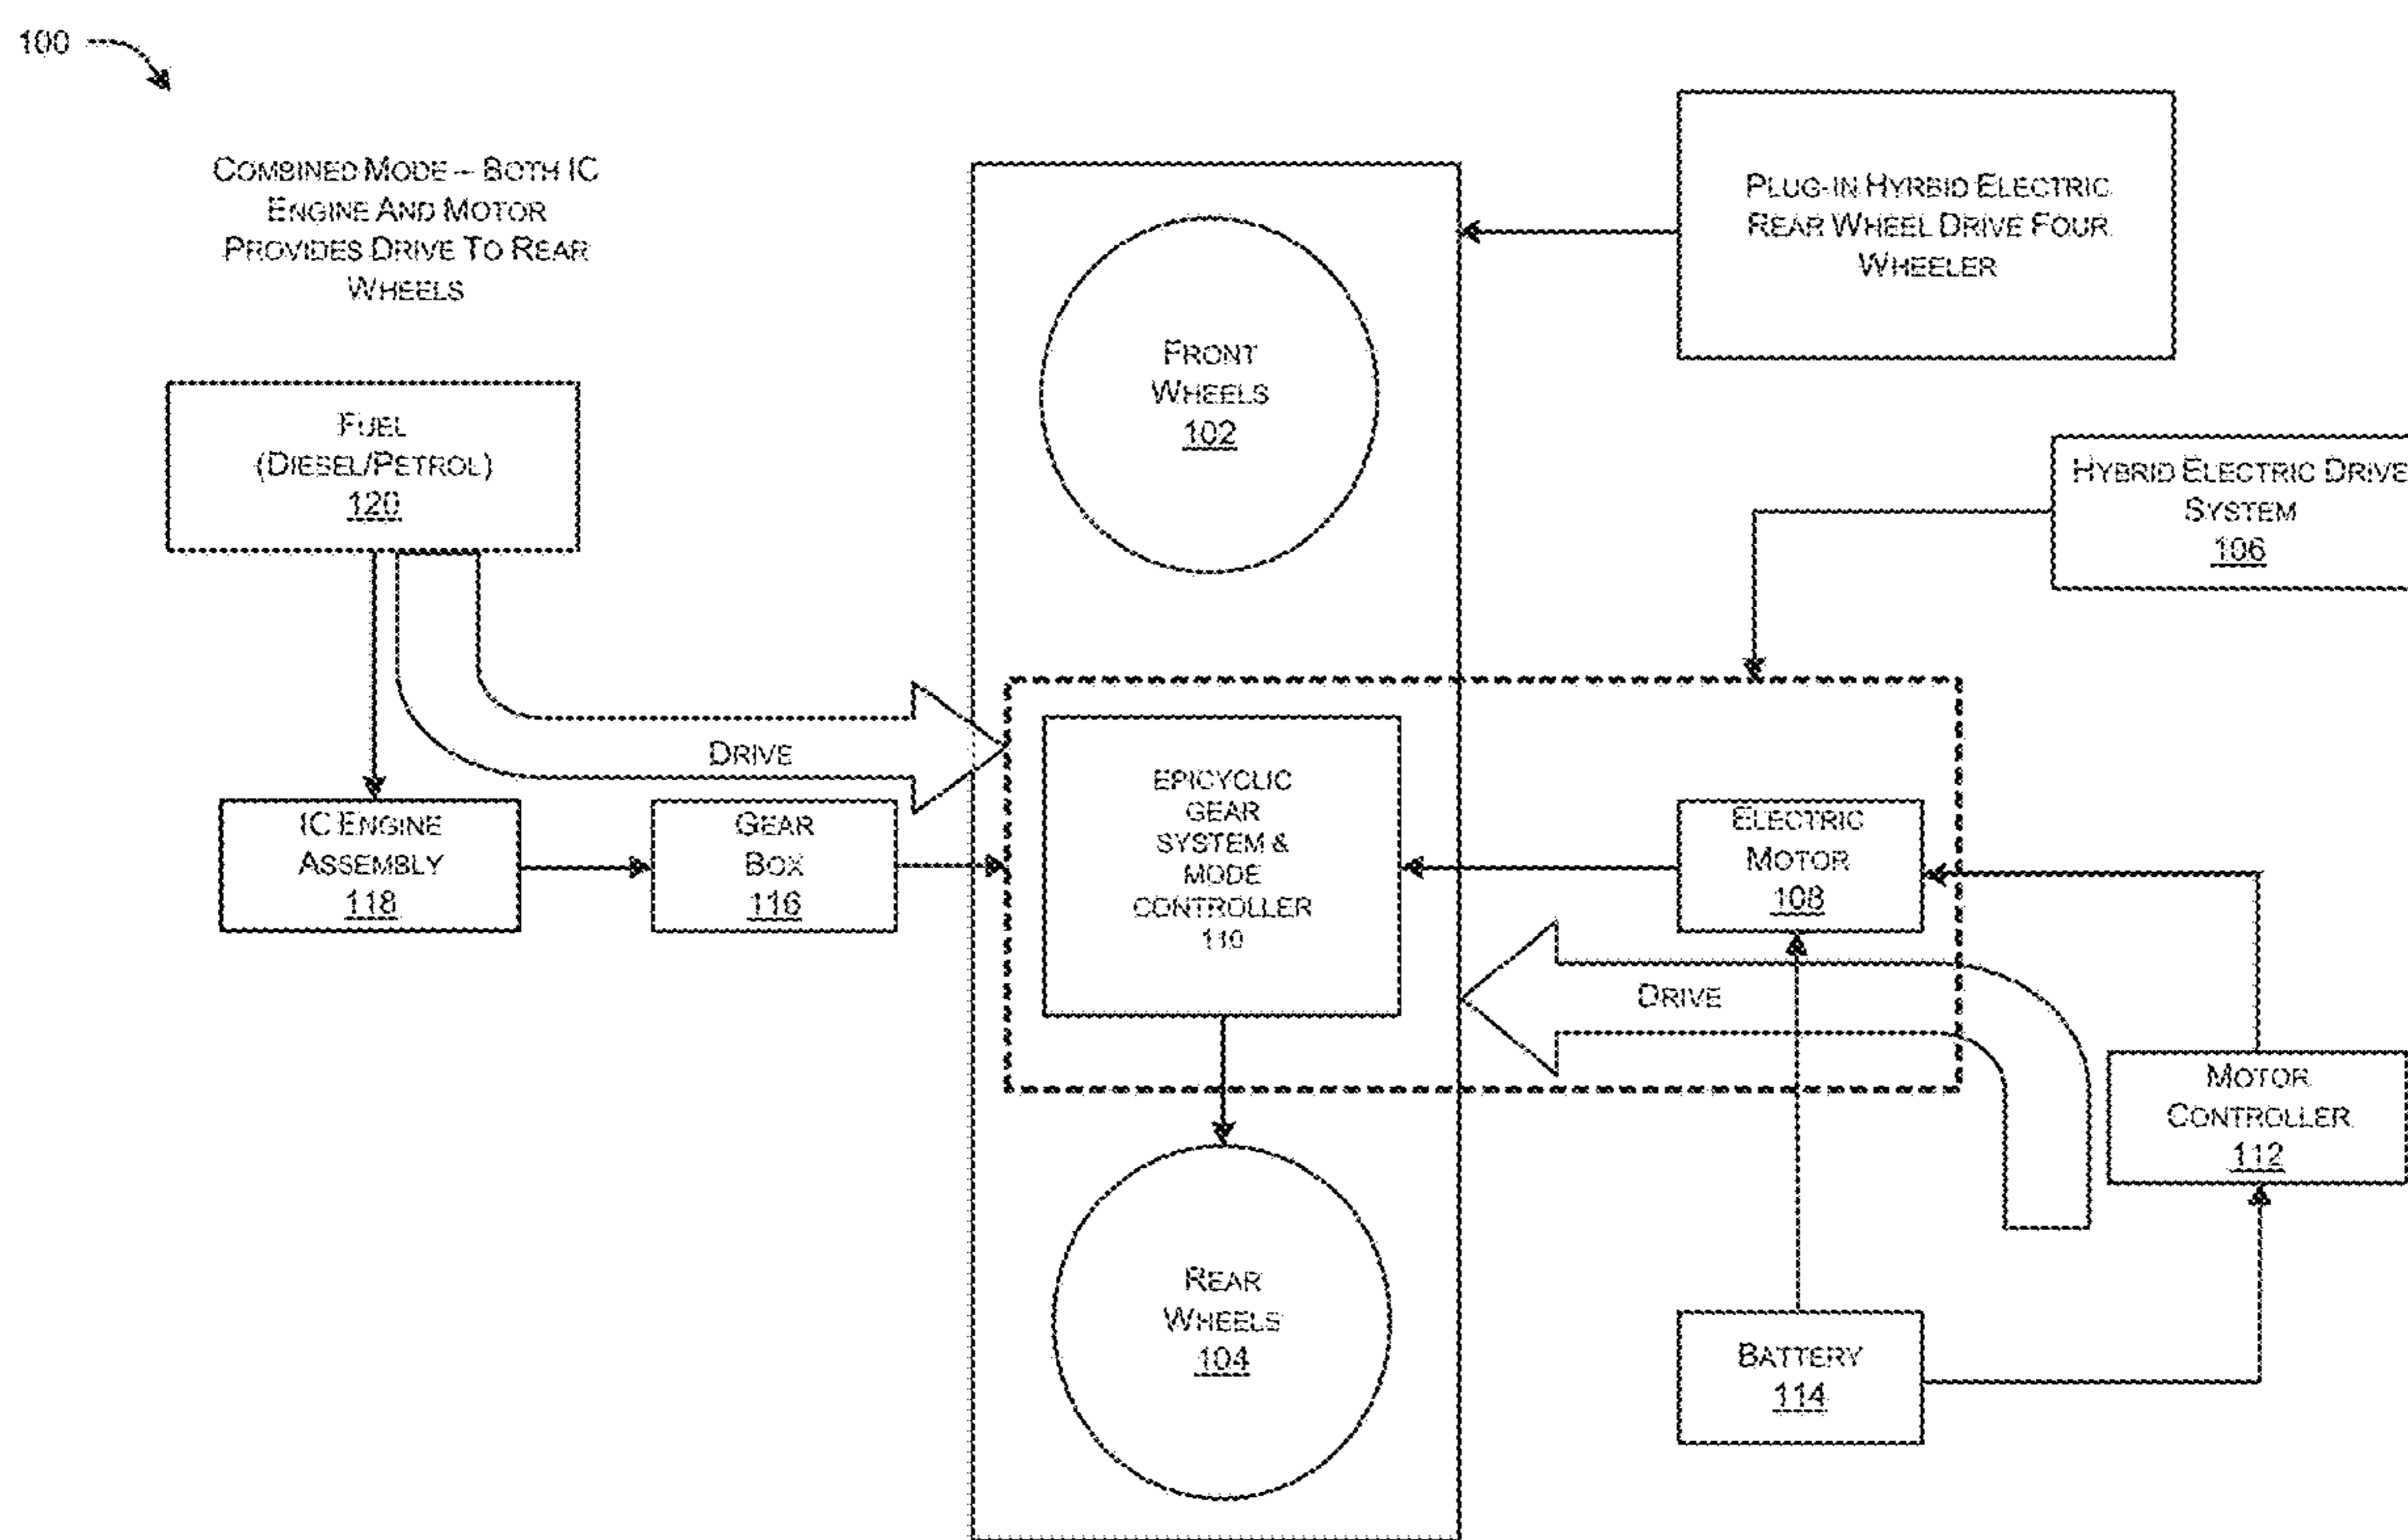 100
COMBINED MODE – BOTH IC
ENGINE AND MOTOR
PROVIDES DRIVE TO REAR
WHEELS
PLUG-IN HYRBID ELECTRIC
REAR WHEEL DRIVE FOUR
WHEELER
FRONT
WHEELS
102
FUEL
(DIESEL/PETROL)
120
HYBRID ELECTRIC DRIVE
SYSTEM
106
DRIVE
EPICYCLIC
GEAR
SYSTEM &
MODE
CONTROLLER
110
IC ENGINE
ASSEMBLY
118
GEAR
BOX
116
ELECTRIC
MOTOR
108
DRIVE
MOTOR
CONTROLLER
112
REAR
WHEELS
104
BATTERY
114